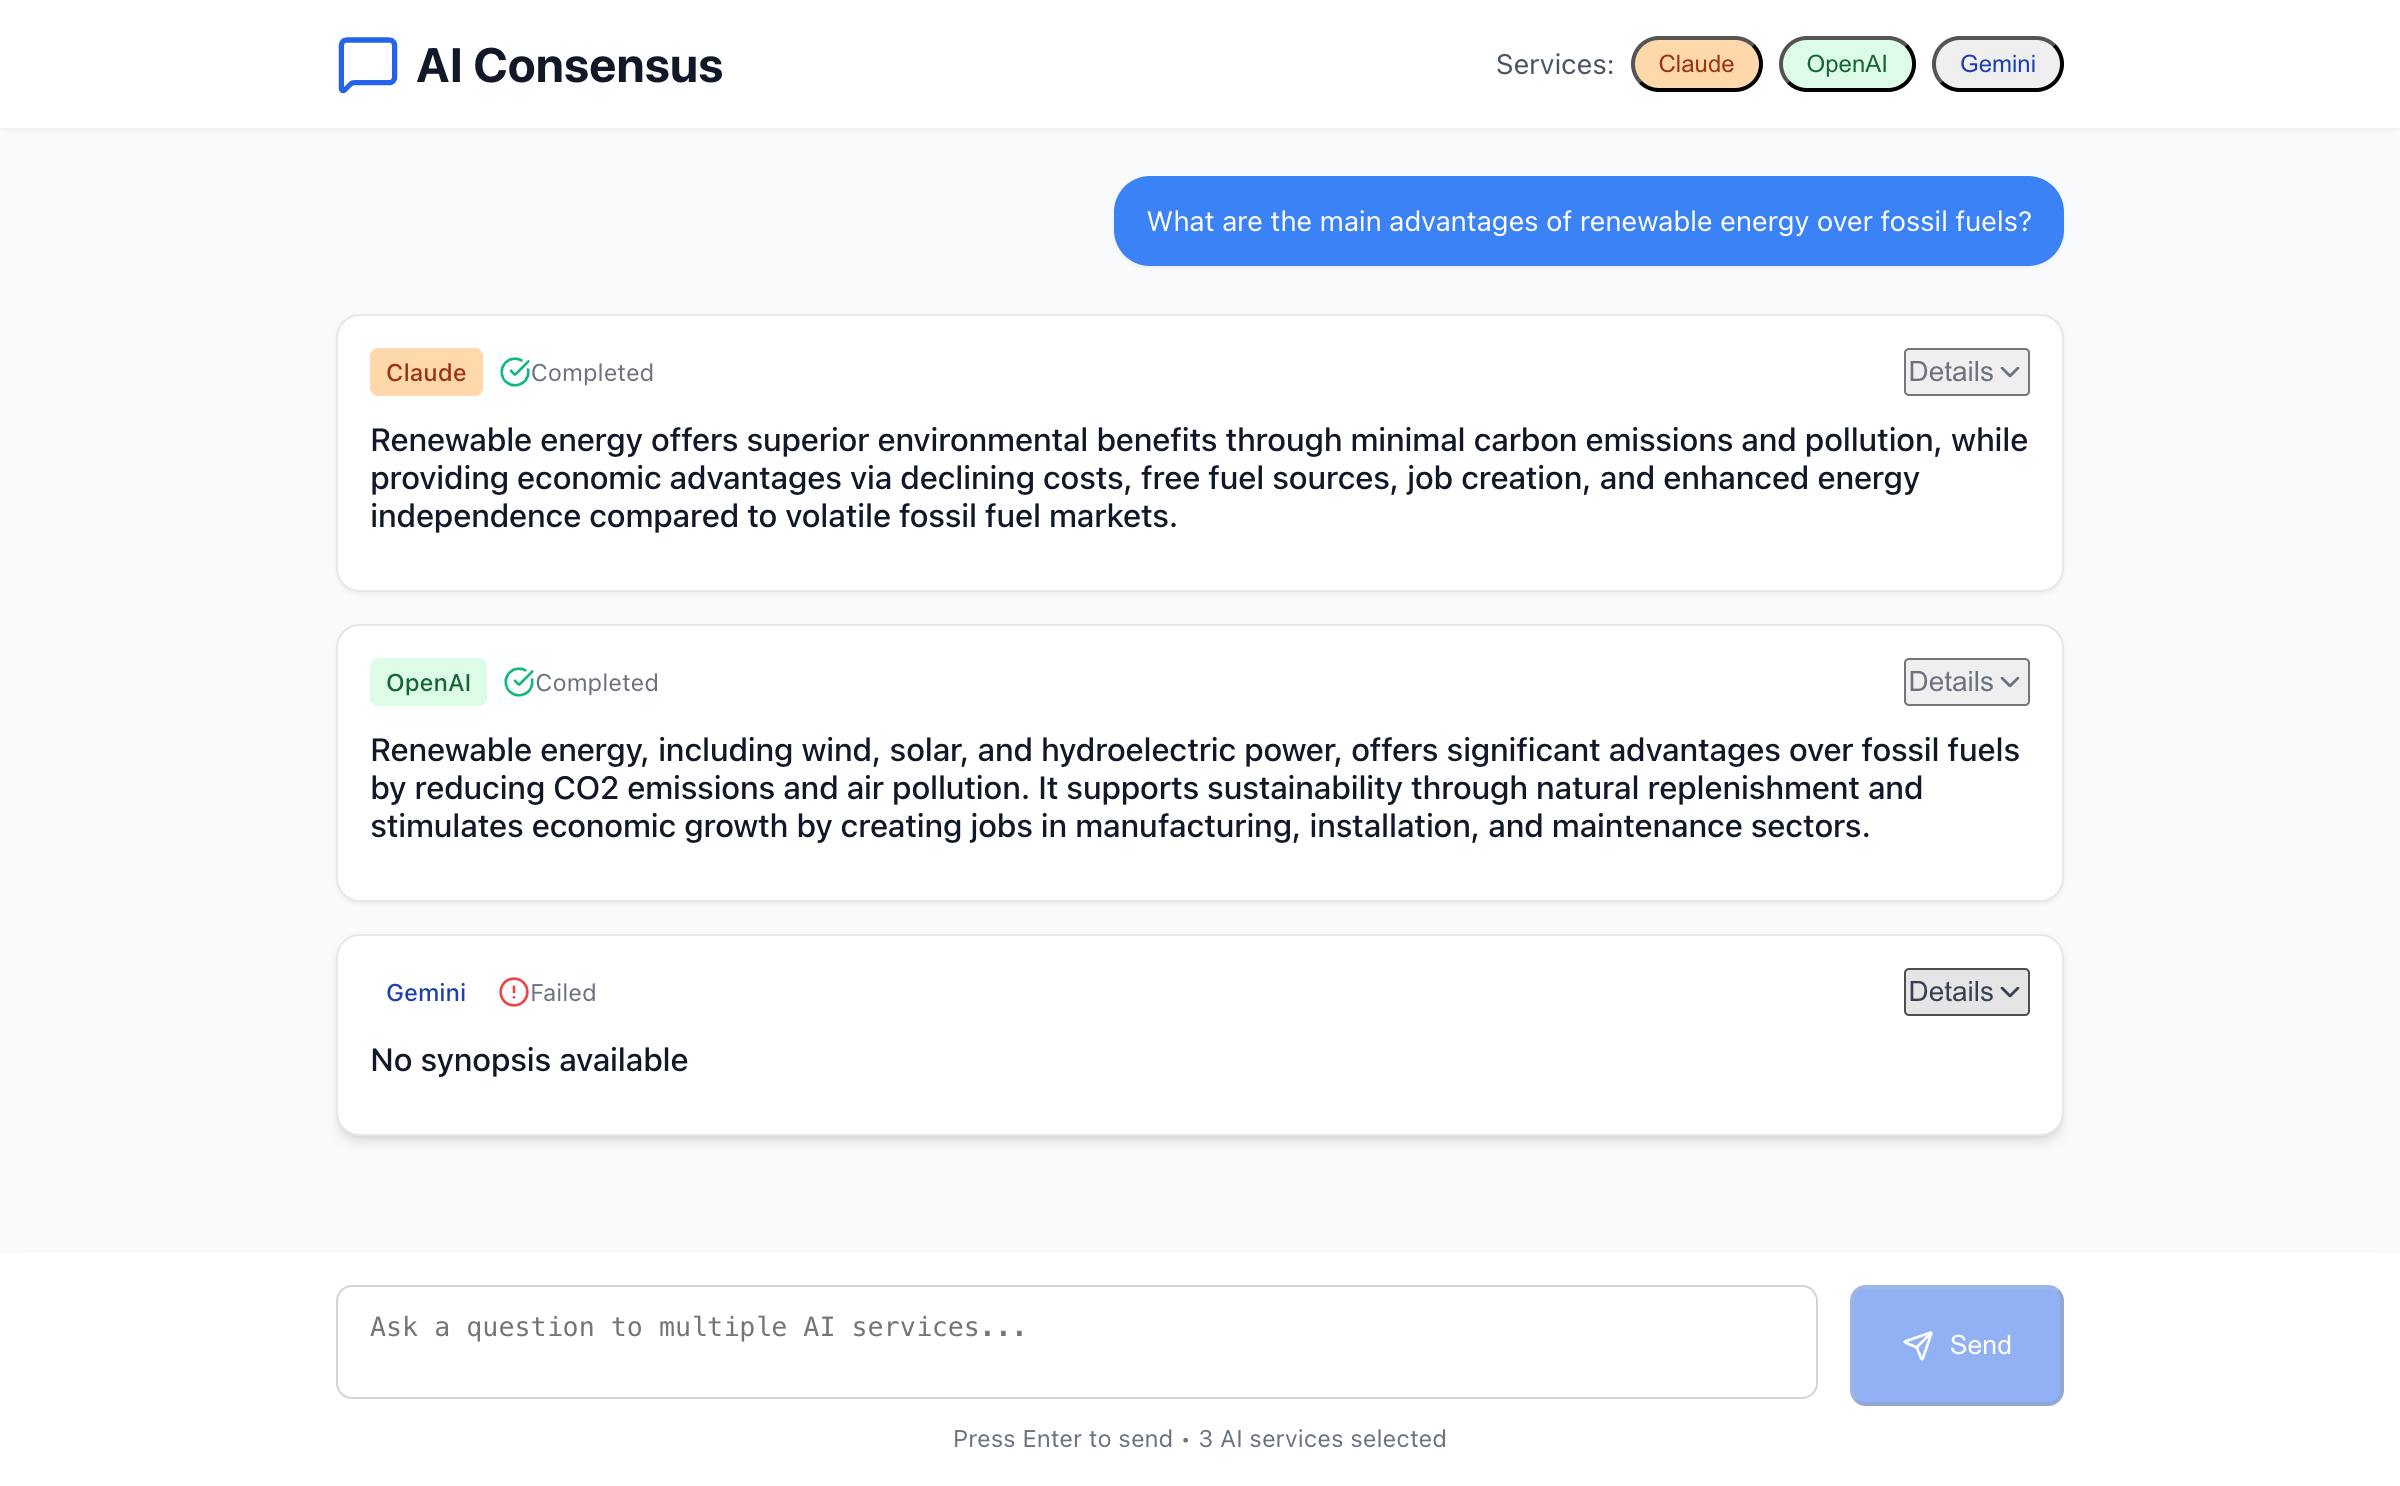 AI Consensus
Services: Claude OpenAI Gemini
What are the main advantages of renewable energy over fossil fuels?
Claude Completed Details
Renewable energy offers superior environmental benefits through minimal carbon emissions and pollution, while
providing economic advantages via declining costs, free fuel sources, job creation, and enhanced energy
independence compared to volatile fossil fuel markets.
OpenAI Completed Details
Renewable energy, including wind, solar, and hydroelectric power, offers significant advantages over fossil fuels
by reducing CO2 emissions and air pollution. It supports sustainability through natural replenishment and
stimulates economic growth by creating jobs in manufacturing, installation, and maintenance sectors.
Gemini Failed Details
No synopsis available
Ask a question to multiple AI services...
Send
Press Enter to send • 3 AI services selected